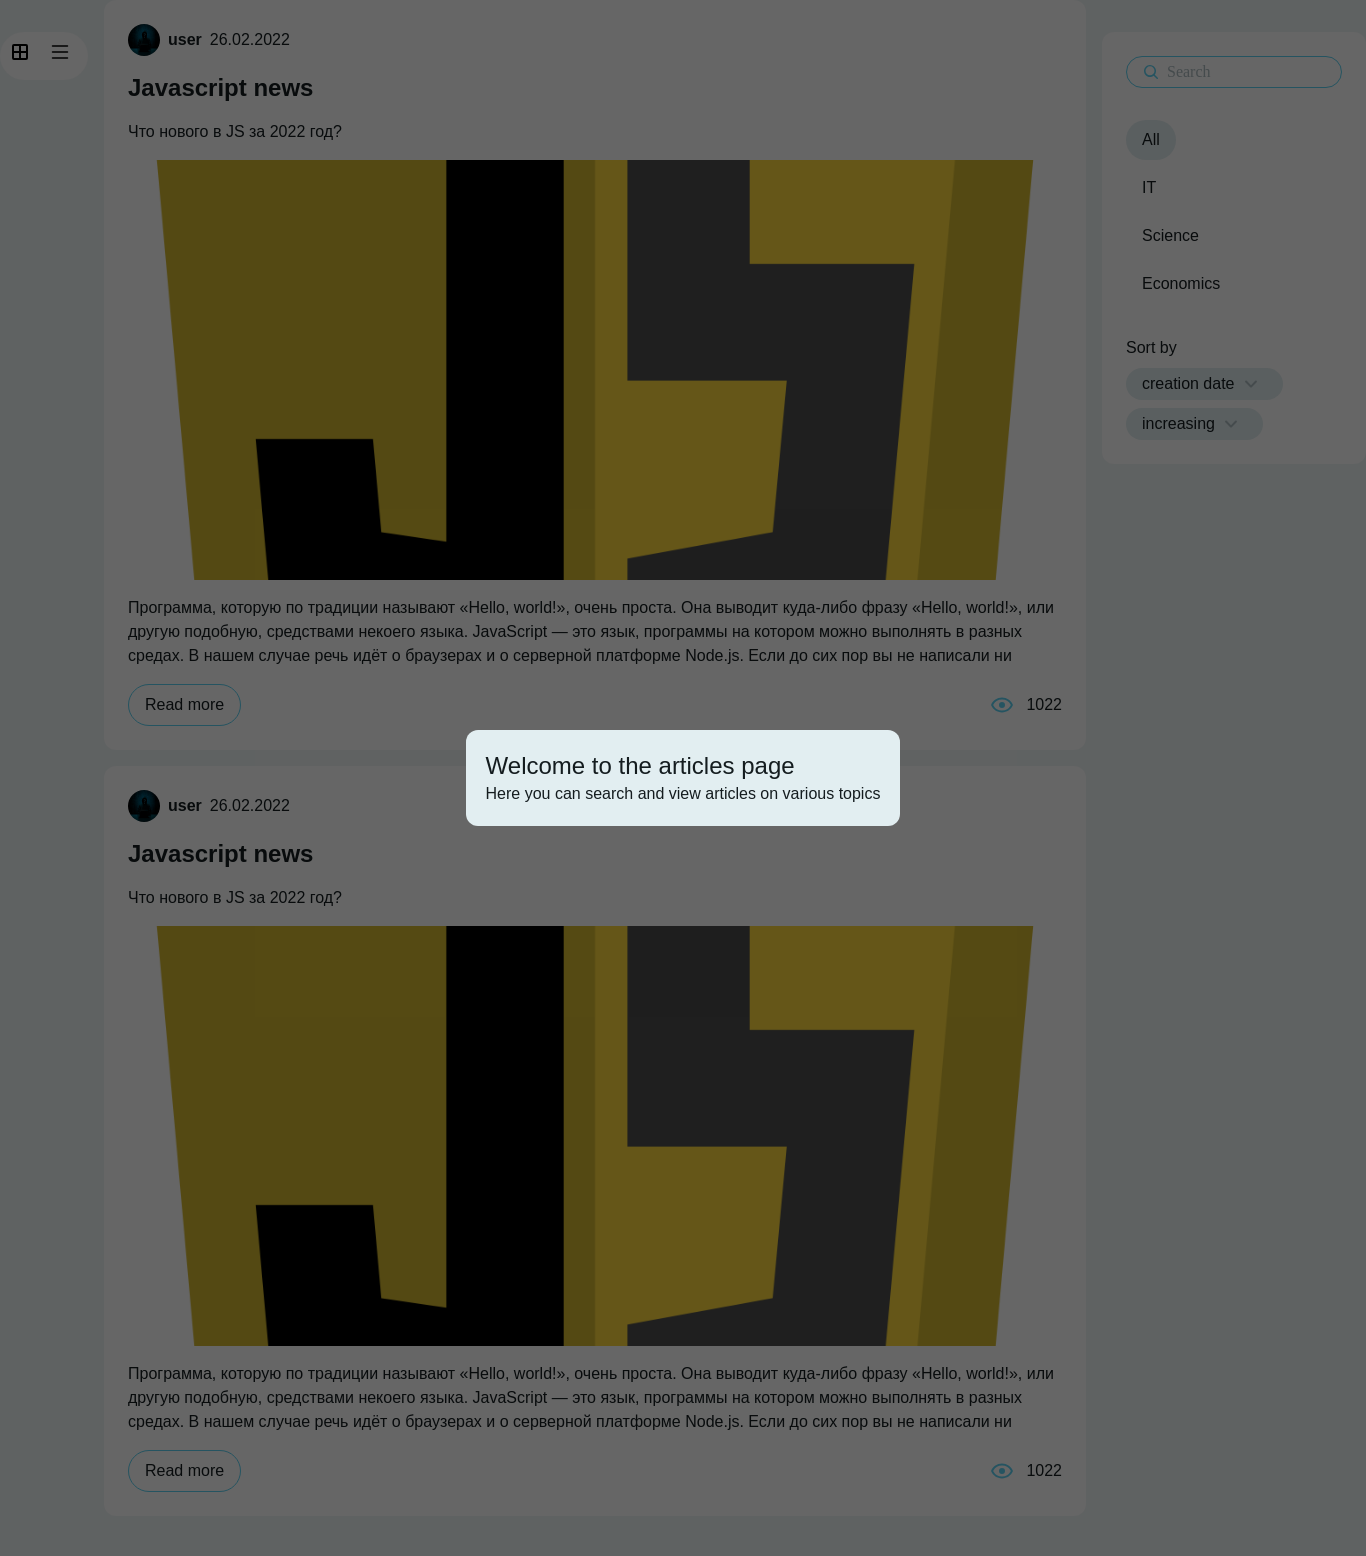 user 26.02.2022
Javascript news
Что нового в JS за 2022 год?
JS
Программа, которую по традиции называют «Hello, world!», очень проста. Она выводит куда-либо фразу «Hello, world!», или
другую подобную, средствами некоего языка. JavaScript — это язык, программы на котором можно выполнять в разных
средах. В нашем случае речь идёт о браузерах и о серверной платформе Node.js. Если до сих пор вы не написали ни
Read more
1022
Search
All
IT
Science
Economics
Sort by
creation date
increasing
Welcome to the articles page
Here you can search and view articles on various topics
user 26.02.2022
Javascript news
Что нового в JS за 2022 год?
JS
Программа, которую по традиции называют «Hello, world!», очень проста. Она выводит куда-либо фразу «Hello, world!», или
другую подобную, средствами некоего языка. JavaScript — это язык, программы на котором можно выполнять в разных
средах. В нашем случае речь идёт о браузерах и о серверной платформе Node.js. Если до сих пор вы не написали ни
Read more
1022